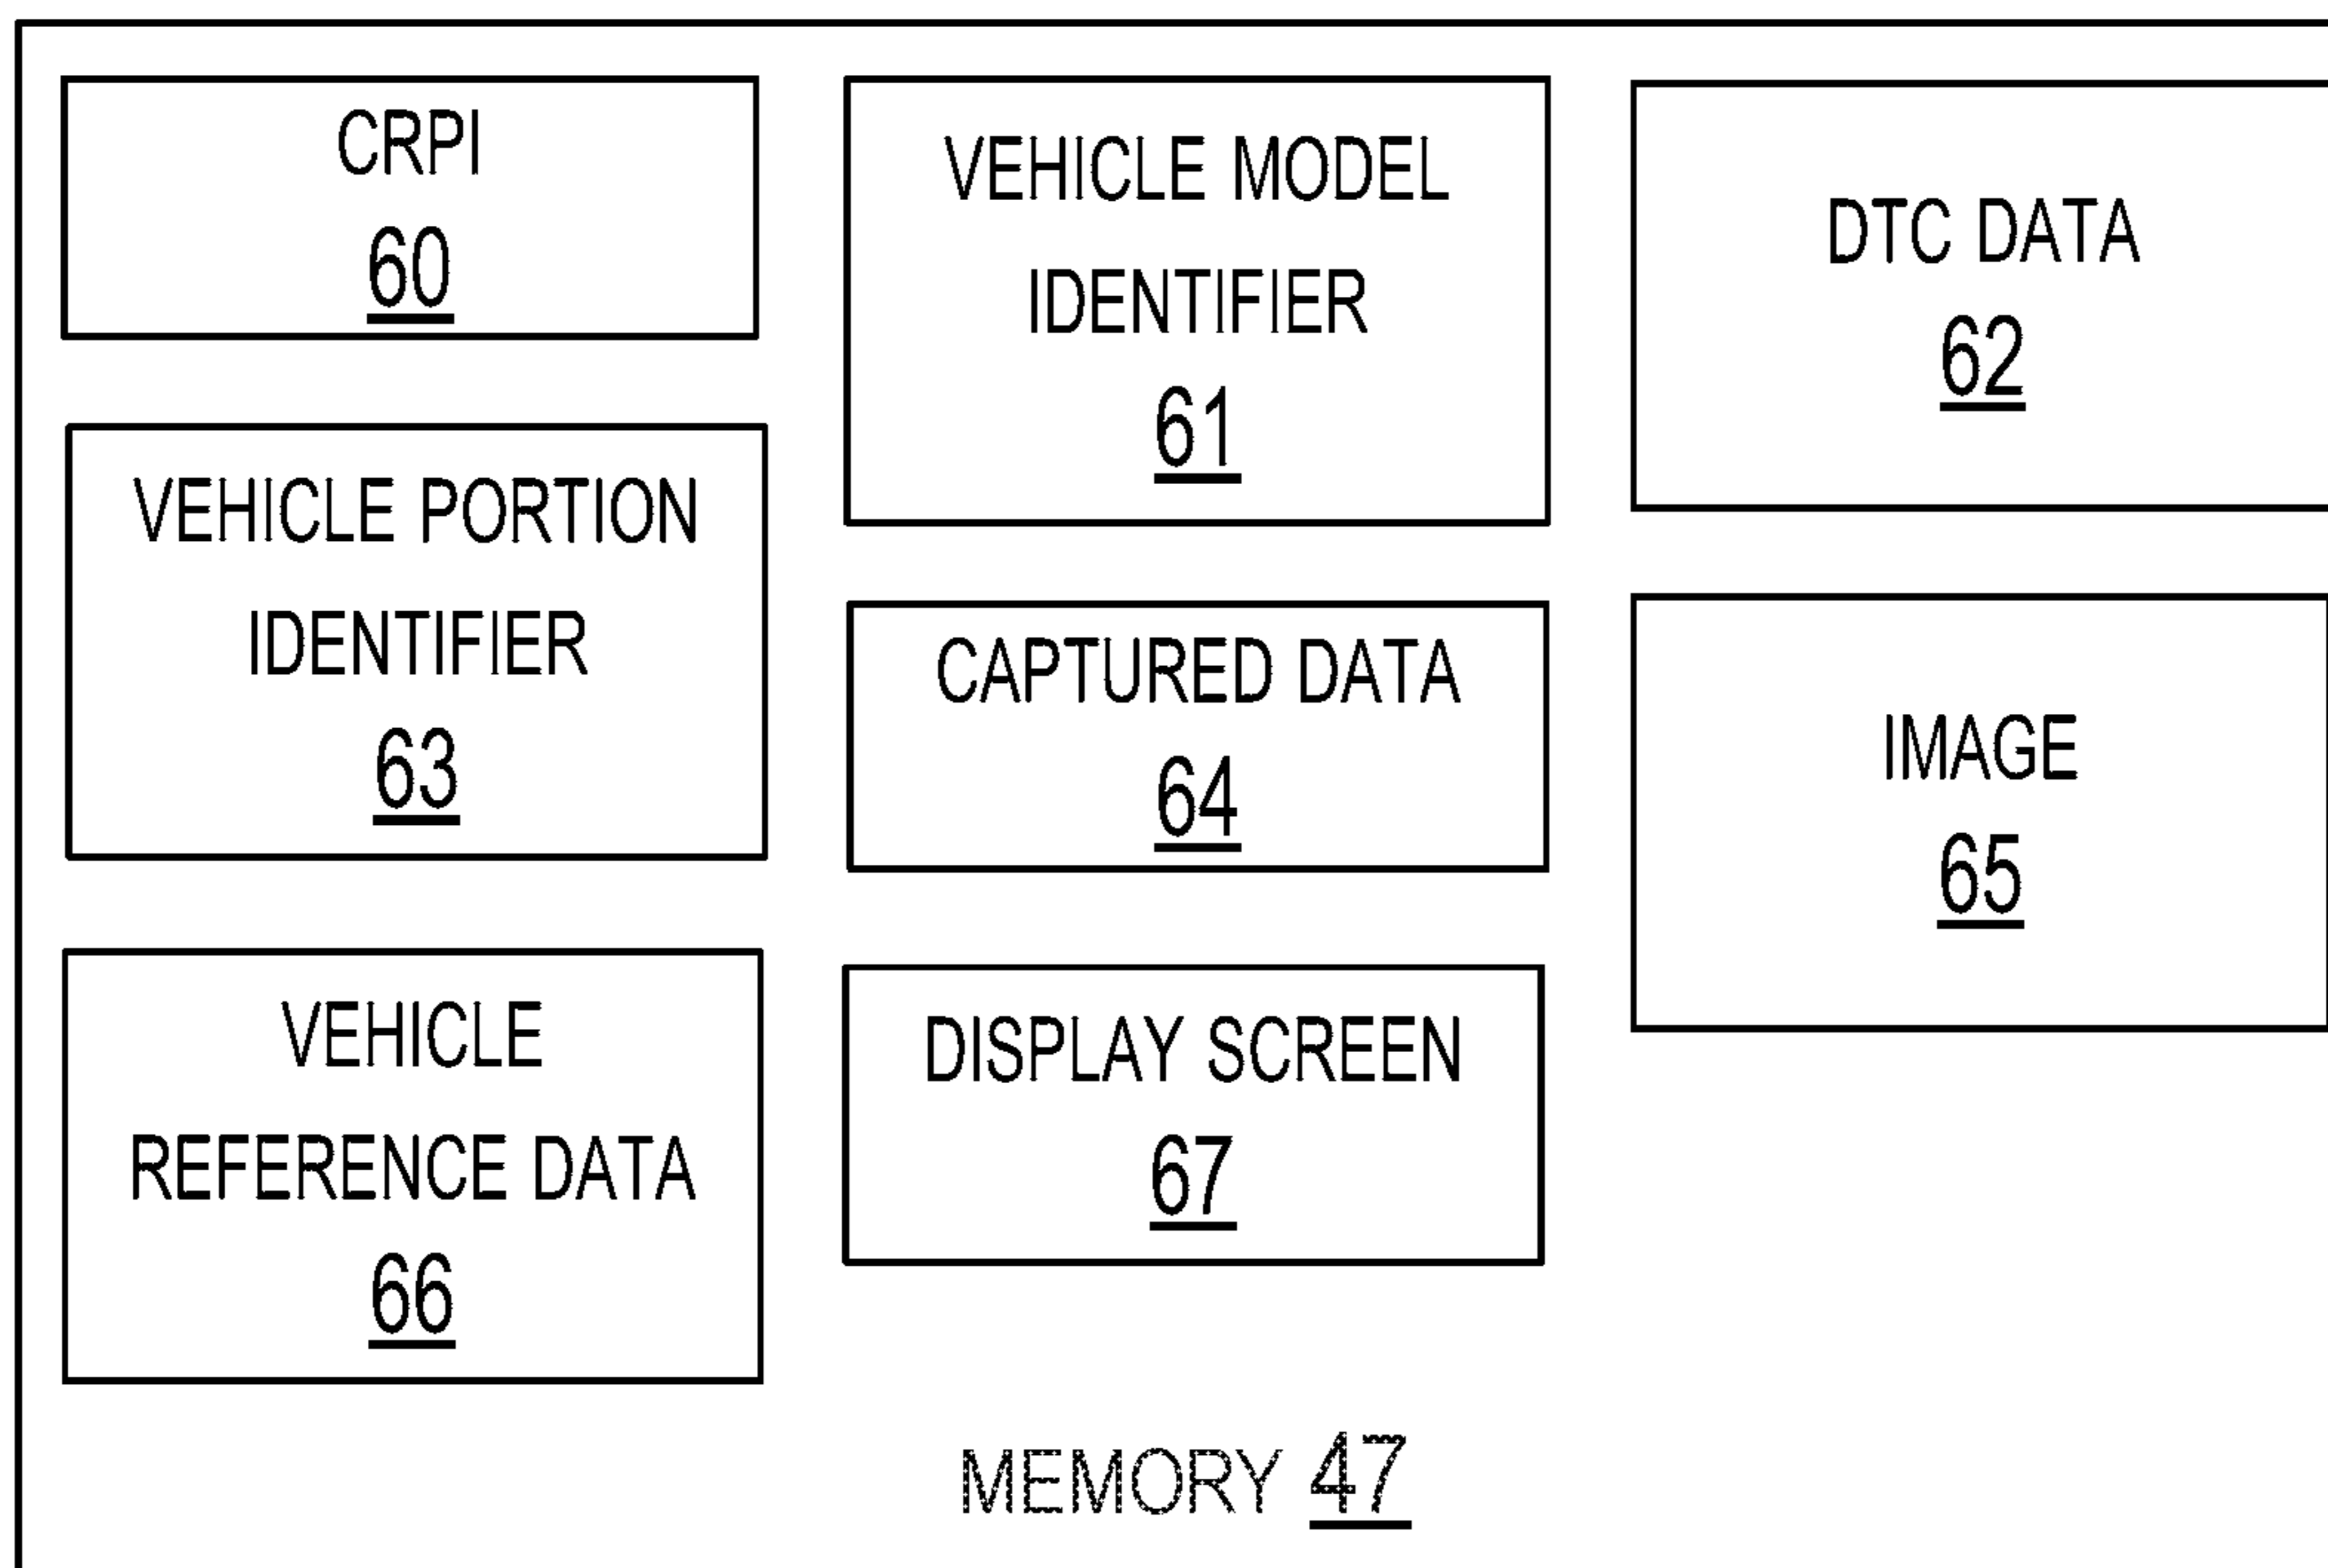 CRPI
60
VEHICLE MODEL
IDENTIFIER
61
DTC DATA
62
VEHICLE PORTION
IDENTIFIER
63
CAPTURED DATA
64
IMAGE
65
VEHICLE
REFERENCE DATA
66
DISPLAY SCREEN
67
MEMORY 47